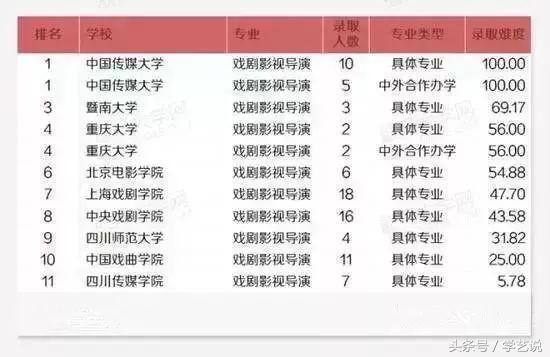 排名 学校 专业 录取人数 专业类型 录取难度
1 中国传媒大学 戏剧影视导演 10 具体专业 100.00
1 中国传媒大学 戏剧影视导演 5 中外合作办学 100.00
3 暨南大学 戏剧影视导演 3 具体专业 69.17
4 重庆大学 戏剧影视导演 2 具体专业 56.00
4 重庆大学 戏剧影视导演 2 中外合作办学 56.00
6 北京电影学院 戏剧影视导演 6 具体专业 54.88
7 上海戏剧学院 戏剧影视导演 18 具体专业 47.70
8 中央戏剧学院 戏剧影视导演 16 具体专业 43.58
9 四川师范大学 戏剧影视导演 4 具体专业 31.82
10 中国戏曲学院 戏剧影视导演 11 具体专业 25.00
11 四川传媒学院 戏剧影视导演 7 具体专业 5.78
头条号 / 学艺说